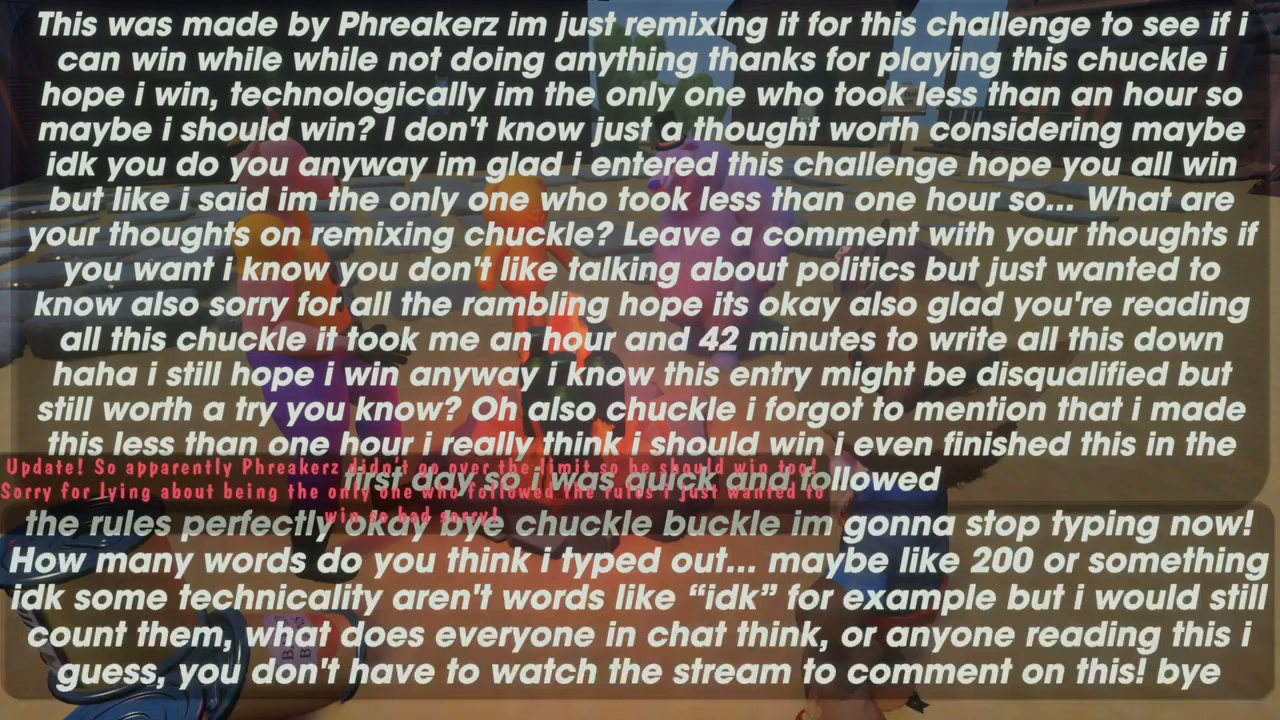 This was made by Phreakerz im just remixing it for this challenge to see if i
can win while while not doing anything thanks for playing this chuckle i
hope i win, technologically im the only one who took less than an hour so
maybe i should win? I don't know just a thought worth considering maybe
idk you do you anyway im glad i entered this challenge hope you all win
but like i said im the only one who took less than one hour so... What are
your thoughts on remixing chuckle? Leave a comment with your thoughts if
you want i know you don't like talking about politics but just wanted to
know also sorry for all the rambling hope its okay also glad you're reading
all this chuckle it took me an hour and 42 minutes to write all this down
haha i still hope i win anyway i know this entry might be disqualified but
still worth a try you know? Oh also chuckle i forgot to mention that i made
this less than one hour i really think i should win i even finished this in the
first day so i was quick and followed
Update! So apparently Phreakerz didn't go over the limit so he should win too!
Sorry for lying about being the only one who followed the rules i just wanted to
win so bad sorry!
the rules perfectly okay bye chuckle buckle im gonna stop typing now!
How many words do you think i typed out... maybe like 200 or something
idk some technicality aren't words like “idk” for example but i would still
count them, what does everyone in chat think, or anyone reading this i
guess, you don't have to watch the stream to comment on this! bye